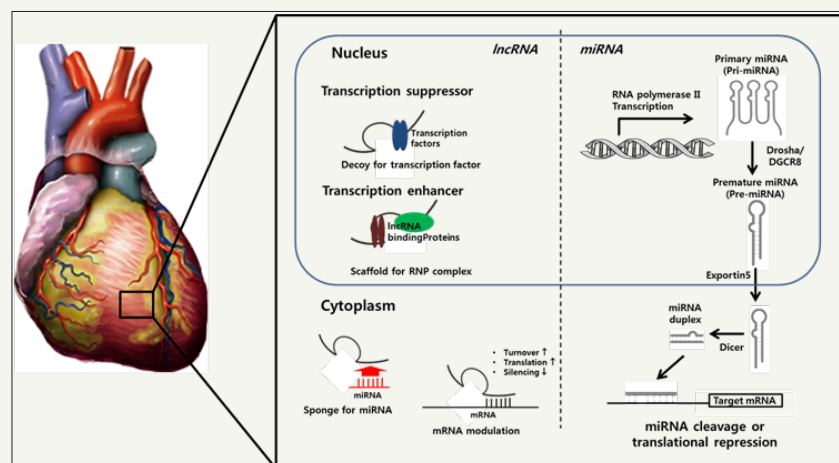 Nucleus
lncRNA
miRNA
Transcription suppressor
Transcription
factors
Decoy for transcription factor
Transcription enhancer
lncRNA
bindingProteins
Scaffold for RNP complex
Primary miRNA
(Pri-miRNA)
RNA polymerase II
Transcription
Drosha/
DGCR8
Premature miRNA
(Pre-miRNA)
Exportin5
Cytoplasm
miRNA
Sponge for miRNA
• Turnover ↑
• Translation ↑
• Silencing ↓
mRNA
mRNA modulation
miRNA
duplex
Dicer
Target mRNA
miRNA cleavage or
translational repression